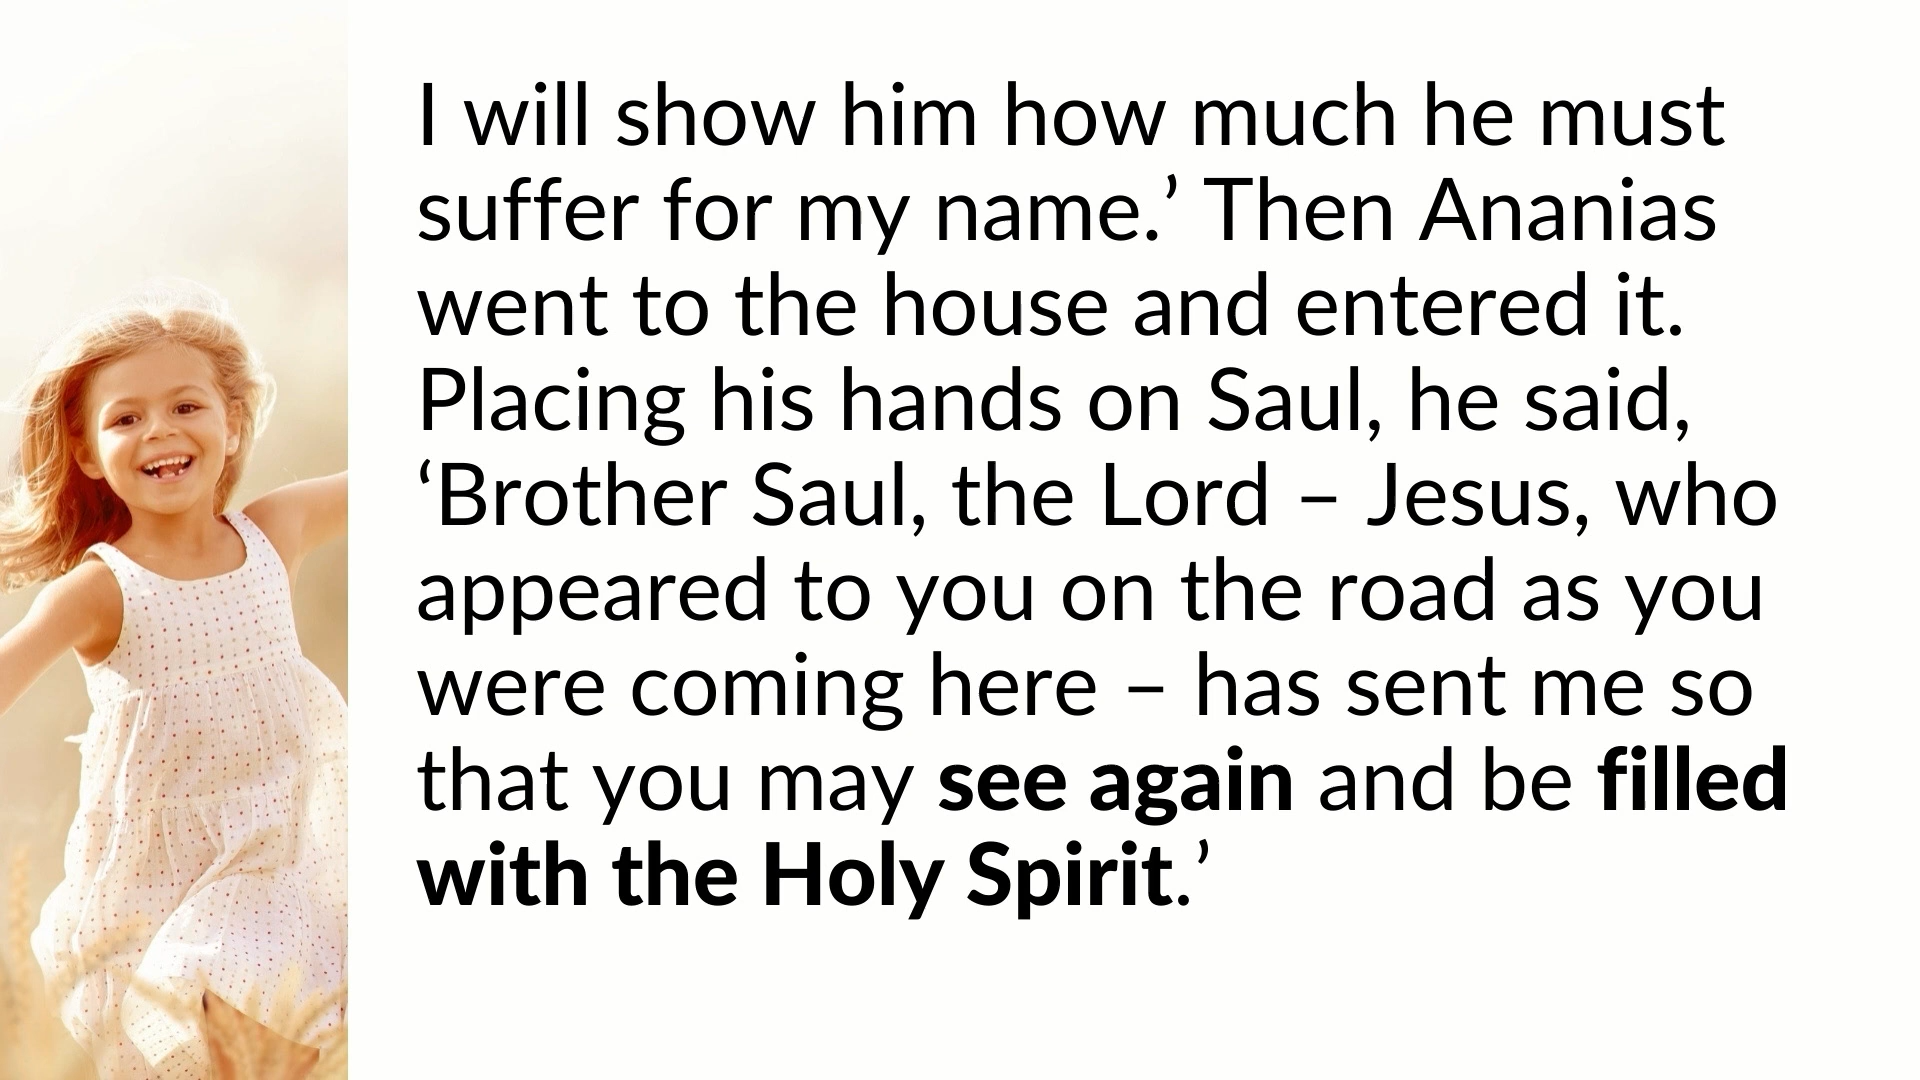 I will show him how much he must
suffer for my name.’ Then Ananias
went to the house and entered it.
Placing his hands on Saul, he said,
‘Brother Saul, the Lord – Jesus, who
appeared to you on the road as you
were coming here – has sent me so
that you may see again and be filled
with the Holy Spirit.’